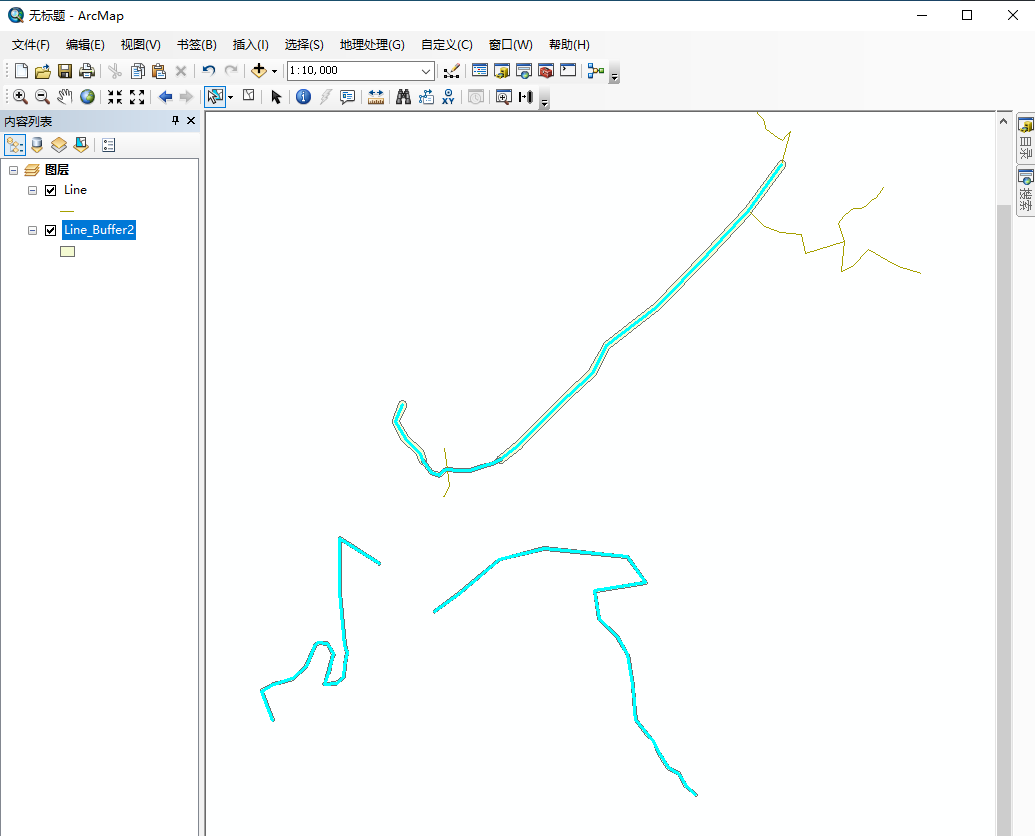 无标题 - ArcMap
文件(F) 编辑(E) 视图(V) 书签(B) 插入(I) 选择(S) 地理处理(G) 自定义(C) 窗口(W) 帮助(H)
1:10,000
XY
内容列表
图层
Line
Line_Buffer2
目录
搜索